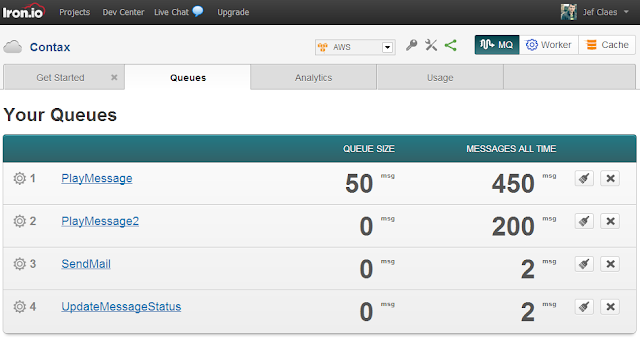 Iron.io Projects Dev Center Live Chat Upgrade Jef Claes
Contax AWS MQ Worker Cache
Get Started Queues Analytics Usage
Your Queues
QUEUE SIZE MESSAGES ALL TIME
1 PlayMessage 50 msg 450 msg
2 PlayMessage2 0 msg 200 msg
3 SendMail 0 msg 2 msg
4 UpdateMessageStatus 0 msg 2 msg